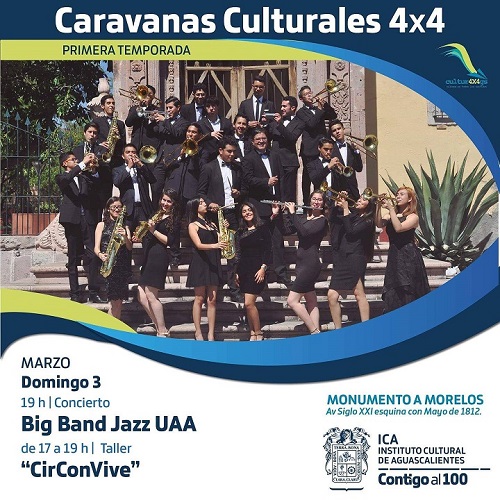 Caravanas Culturales 4x4
PRIMERA TEMPORADA
cultur4X4gs
MARZO
Domingo 3
19 h | Concierto
Big Band Jazz UAA
de 17 a 19 h | Taller
“CirConVive”
MONUMENTO A MORELOS
Av Siglo XXI esquina con Mayo de 1812.
ICA
INSTITUTO CULTURAL
DE AGUASCALIENTES
Contigo al 100